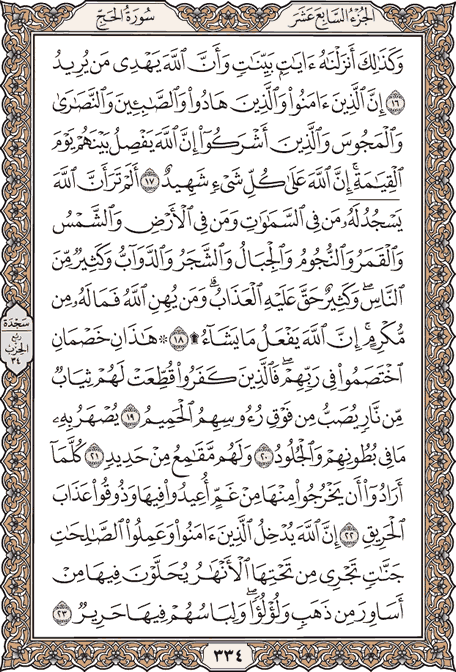 الجزء السابع عشر
سورة الحج
وَكَذَٰلِكَ أَنزَلْنَٰهُ ءَايَٰتٍۭ بَيِّنَٰتٍ وَأَنَّ ٱللَّهَ يَهْدِى مَن يُرِيدُ
١٦ إِنَّ ٱلَّذِينَ ءَامَنُوا۟ وَٱلَّذِينَ هَادُوا۟ وَٱلصَّٰبِـِٔينَ وَٱلنَّصَٰرَىٰ
وَٱلْمَجُوسَ وَٱلَّذِينَ أَشْرَكُوٓا۟ إِنَّ ٱللَّهَ يَفْصِلُ بَيْنَهُمْ يَوْمَ
ٱلْقِيَٰمَةِ ۚ إِنَّ ٱللَّهَ عَلَىٰ كُلِّ شَىْءٍ شَهِيدٌ ١٧ أَلَمْ تَرَ أَنَّ ٱللَّهَ
يَسْجُدُ لَهُۥ مَن فِى ٱلسَّمَٰوَٰتِ وَمَن فِى ٱلْأَرْضِ وَٱلشَّمْسُ
وَٱلْقَمَرُ وَٱلنُّجُومُ وَٱلْجِبَالُ وَٱلشَّجَرُ وَٱلدَّوَآبُّ وَكَثِيرٌ مِّنَ
ٱلنَّاسِ ۖ وَكَثِيرٌ حَقَّ عَلَيْهِ ٱلْعَذَابُ ۗ وَمَن يُهِنِ ٱللَّهُ فَمَا لَهُۥ مِن
مُّكْرِمٍ ۚ إِنَّ ٱللَّهَ يَفْعَلُ مَا يَشَآءُ ۩ ١٨ ۞ هَٰذَانِ خَصْمَانِ
ٱخْتَصَمُوا۟ فِى رَبِّهِمْ ۖ فَٱلَّذِينَ كَفَرُوا۟ قُطِّعَتْ لَهُمْ ثِيَابٌ
مِّن نَّارٍ يُصَبُّ مِن فَوْقِ رُءُوسِهِمُ ٱلْحَمِيمُ ١٩ يُصْهَرُ بِهِۦ
مَا فِى بُطُونِهِمْ وَٱلْجُلُودُ ٢٠ وَلَهُم مَّقَٰمِعُ مِنْ حَدِيدٍ ٢١ كُلَّمَآ
أَرَادُوٓا۟ أَن يَخْرُجُوا۟ مِنْهَا مِنْ غَمٍّ أُعِيدُوا۟ فِيهَا وَذُوقُوا۟ عَذَابَ
ٱلْحَرِيقِ ٢٢ إِنَّ ٱللَّهَ يُدْخِلُ ٱلَّذِينَ ءَامَنُوا۟ وَعَمِلُوا۟ ٱلصَّٰلِحَٰتِ
جَنَّٰتٍ تَجْرِى مِن تَحْتِهَا ٱلْأَنْهَٰرُ يُحَلَّوْنَ فِيهَا مِنْ
أَسَاوِرَ مِن ذَهَبٍ وَلُؤْلُؤًا ۖ وَلِبَاسُهُمْ فِيهَا حَرِيرٌ ٢٣
سجدة
ربع
الحزب
٣٤
٣٣٤